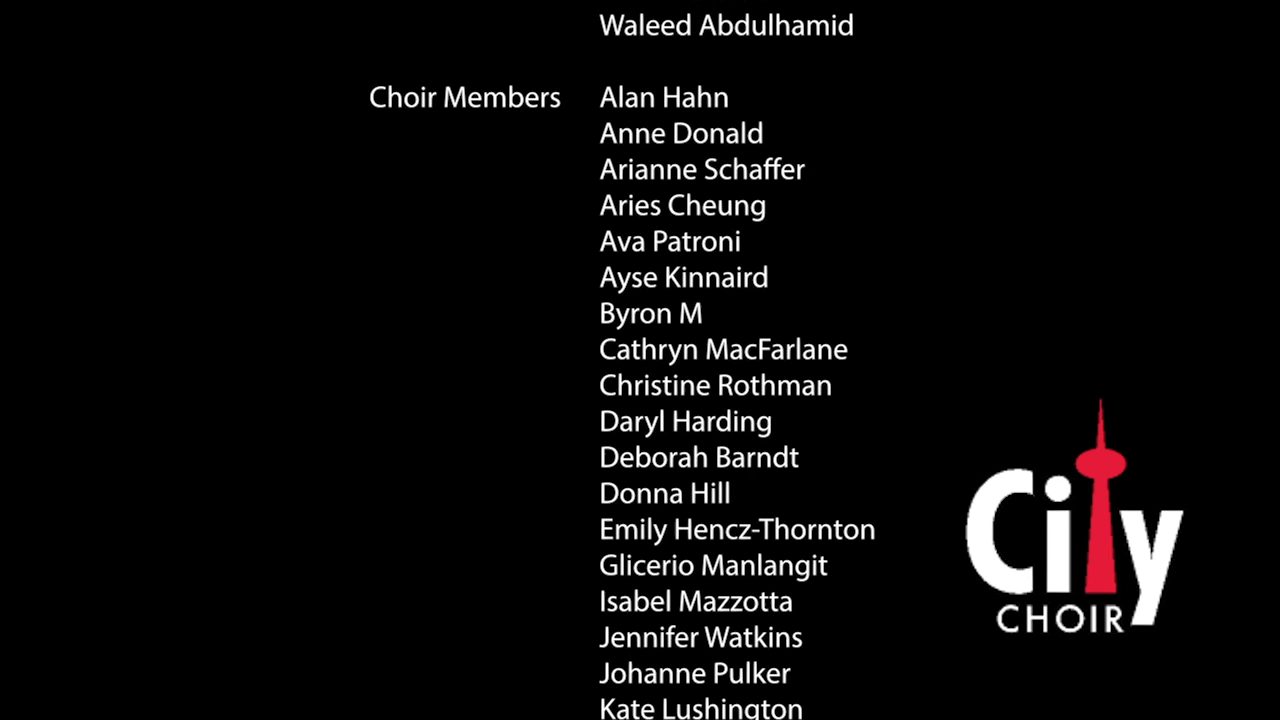 Waleed Abdulhamid
Choir Members Alan Hahn
Anne Donald
Arianne Schaffer
Aries Cheung
Ava Patroni
Ayse Kinnaird
Byron M
Cathryn MacFarlane
Christine Rothman
Daryl Harding
Deborah Barndt
Donna Hill
Emily Hencz-Thornton
Glicerio Manlangit
Isabel Mazzotta
Jennifer Watkins
Johanne Pulker
Kate Lushington
City
CHOIR